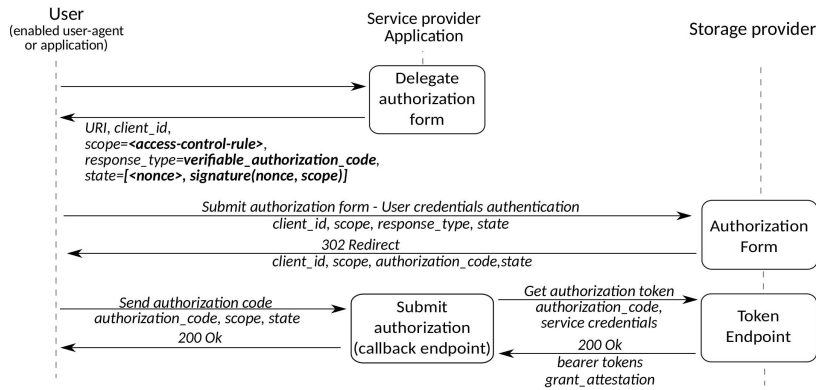 User
(enabled user-agent
or application)
Service provider
Application
Storage provider
Delegate
authorization
form
URI, client_id,
scope=<access-control-rule>,
response_type=verifiable_authorization_code,
state=[<nonce>, signature(nonce, scope)]
Submit authorization form - User credentials authentication
client_id, scope, response_type, state
Authorization
Form
302 Redirect
client_id, scope, authorization_code,state
Send authorization code
authorization_code, scope, state
200 Ok
Submit
authorization
(callback endpoint)
Get authorization token
authorization_code,
service credentials
200 Ok
bearer tokens
grant_attestation
Token
Endpoint